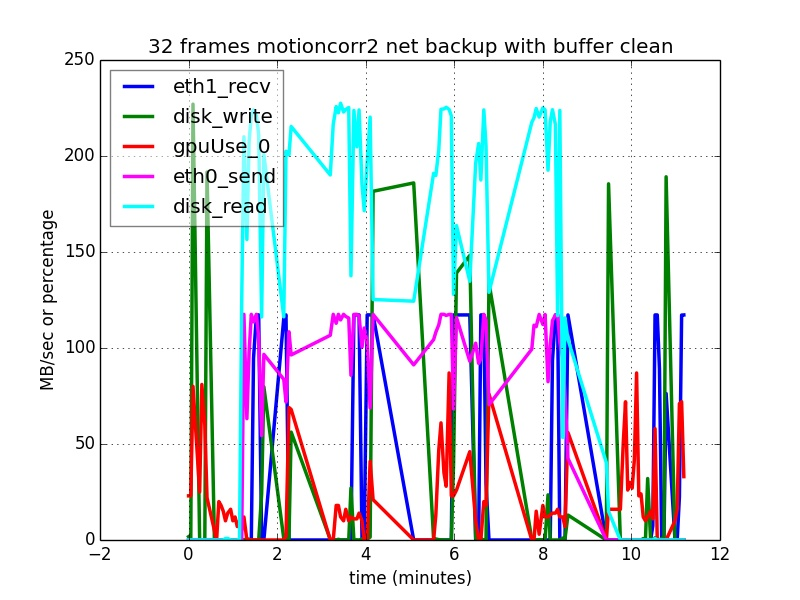 32 frames motioncorr2 net backup with buffer clean
250
200
150
100
50
0
MB/sec or percentage
eth1_recv
disk_write
gpuUse_0
eth0_send
disk_read
−2
0
2
4
6
8
10
12
time (minutes)